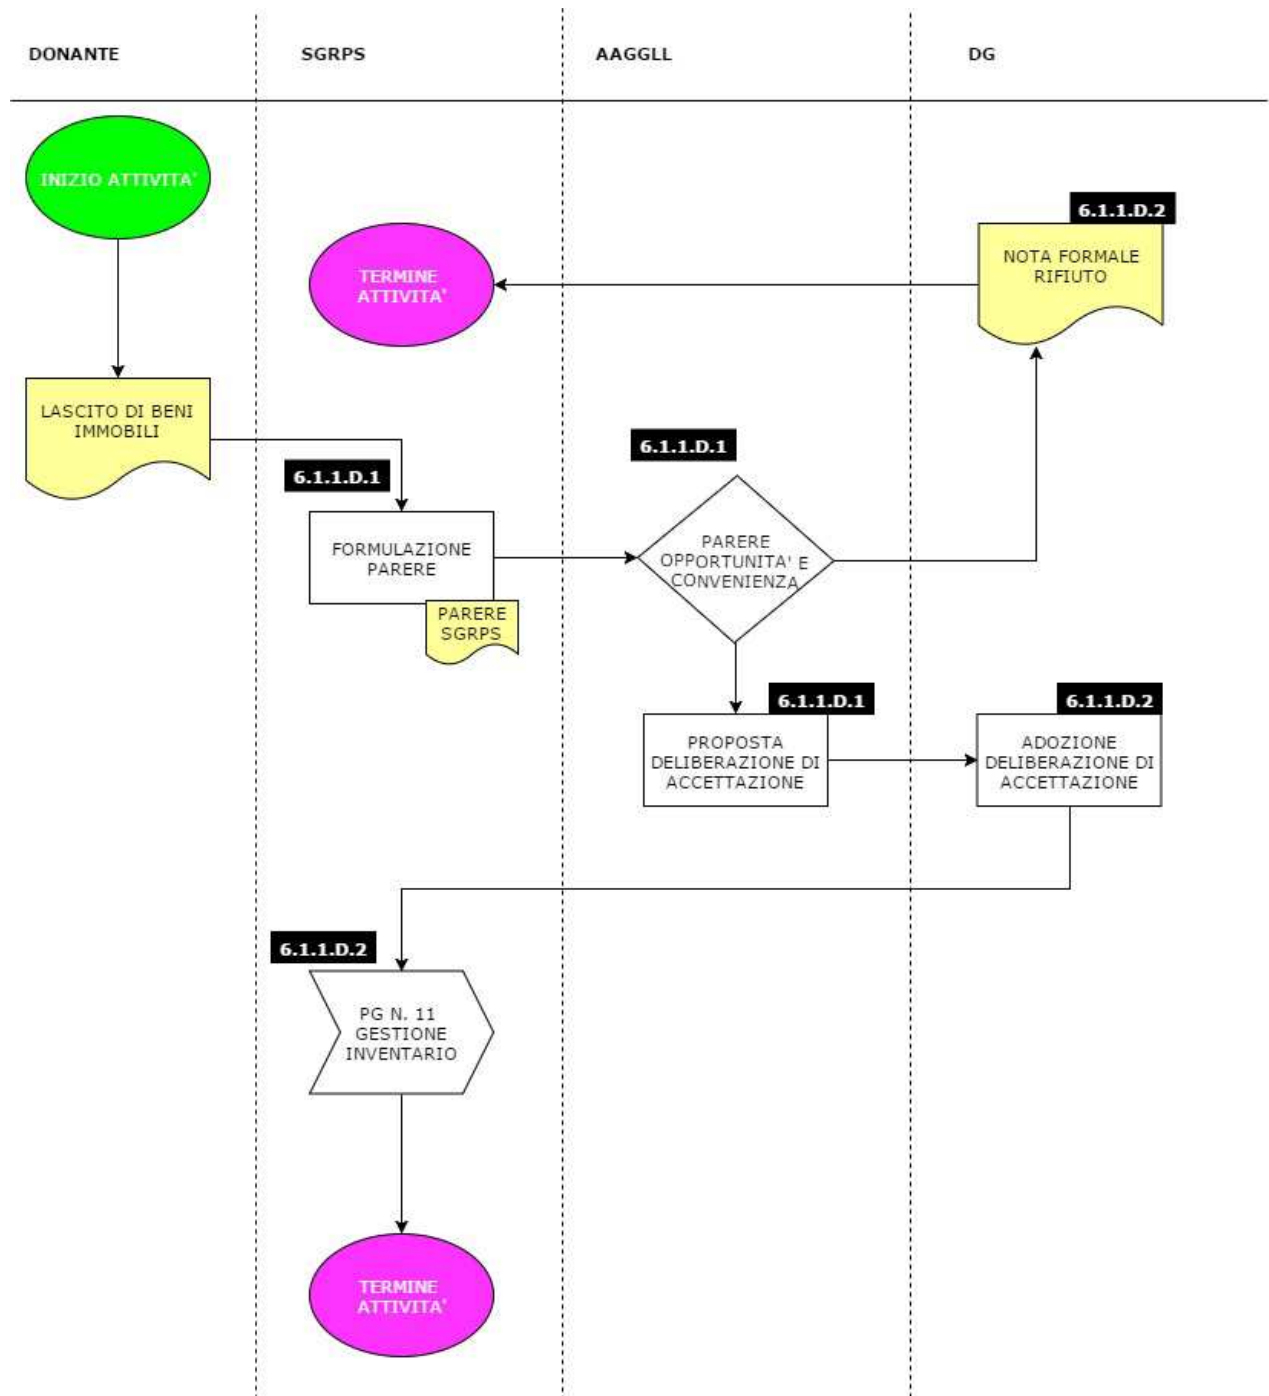 DONANTE
SGRPS
AAGGLL
DG
INIZIO ATTIVITA'
6.1.1.D.2
NOTA FORMALE
RIFIUTO
TERMINE
ATTIVITA'
LASCITO DI BENI
IMMOBILI
6.1.1.D.1
6.1.1.D.1
FORMULAZIONE
PARERE
PARERE
SGRPS
PARERE
OPPORTUNITA' E
CONVENIENZA
6.1.1.D.1
PROPOSTA
DELIBERAZIONE DI
ACCETTAZIONE
6.1.1.D.2
ADOZIONE
DELIBERAZIONE DI
ACCETTAZIONE
6.1.1.D.2
PG N. 11
GESTIONE
INVENTARIO
TERMINE
ATTIVITA'